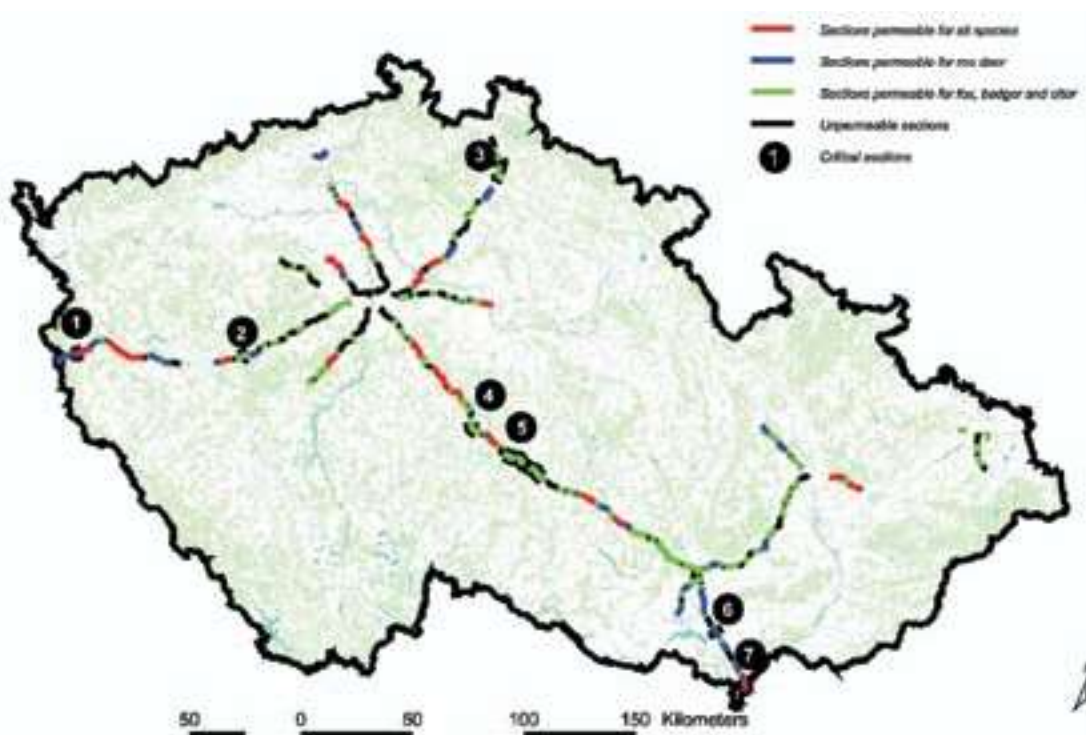 Sections permeable for all species
Sections permeable for roe deer
Sections permeable for fox, badger and otter
Unpermeable sections
1 Critical sections
3
1
2
4
5
6
7
50 0 50 100 150 Kilometers